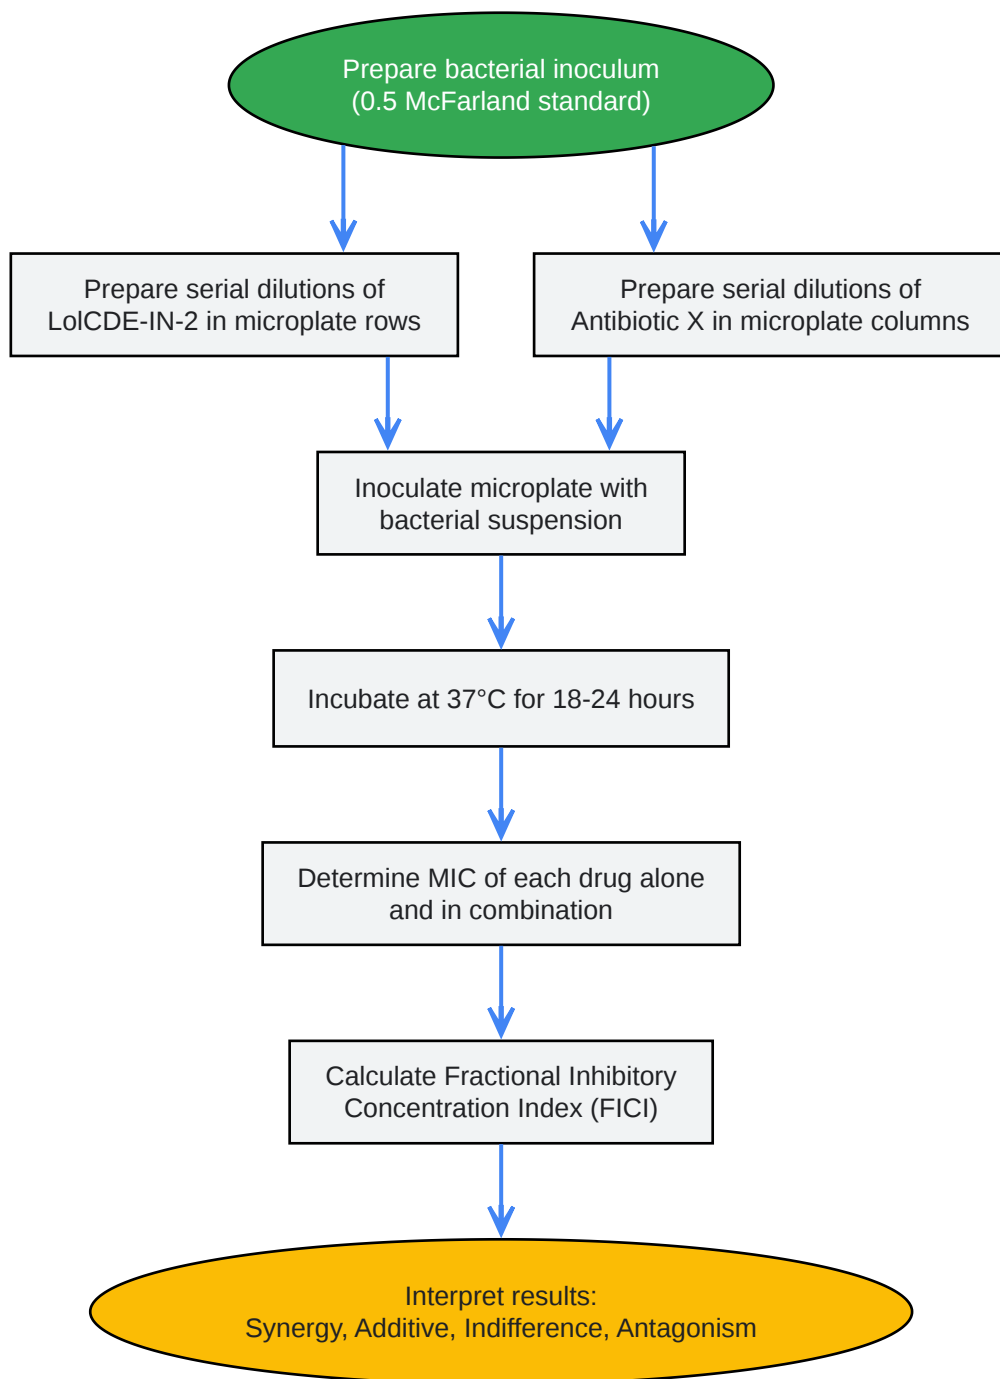 Prepare bacterial inoculum
(0.5 McFarland standard)
Prepare serial dilutions of
LolCDE-IN-2 in microplate rows
Prepare serial dilutions of
Antibiotic X in microplate columns
Inoculate microplate with
bacterial suspension
Incubate at 37°C for 18-24 hours
Determine MIC of each drug alone
and in combination
Calculate Fractional Inhibitory
Concentration Index (FICI)
Interpret results:
Synergy, Additive, Indifference, Antagonism